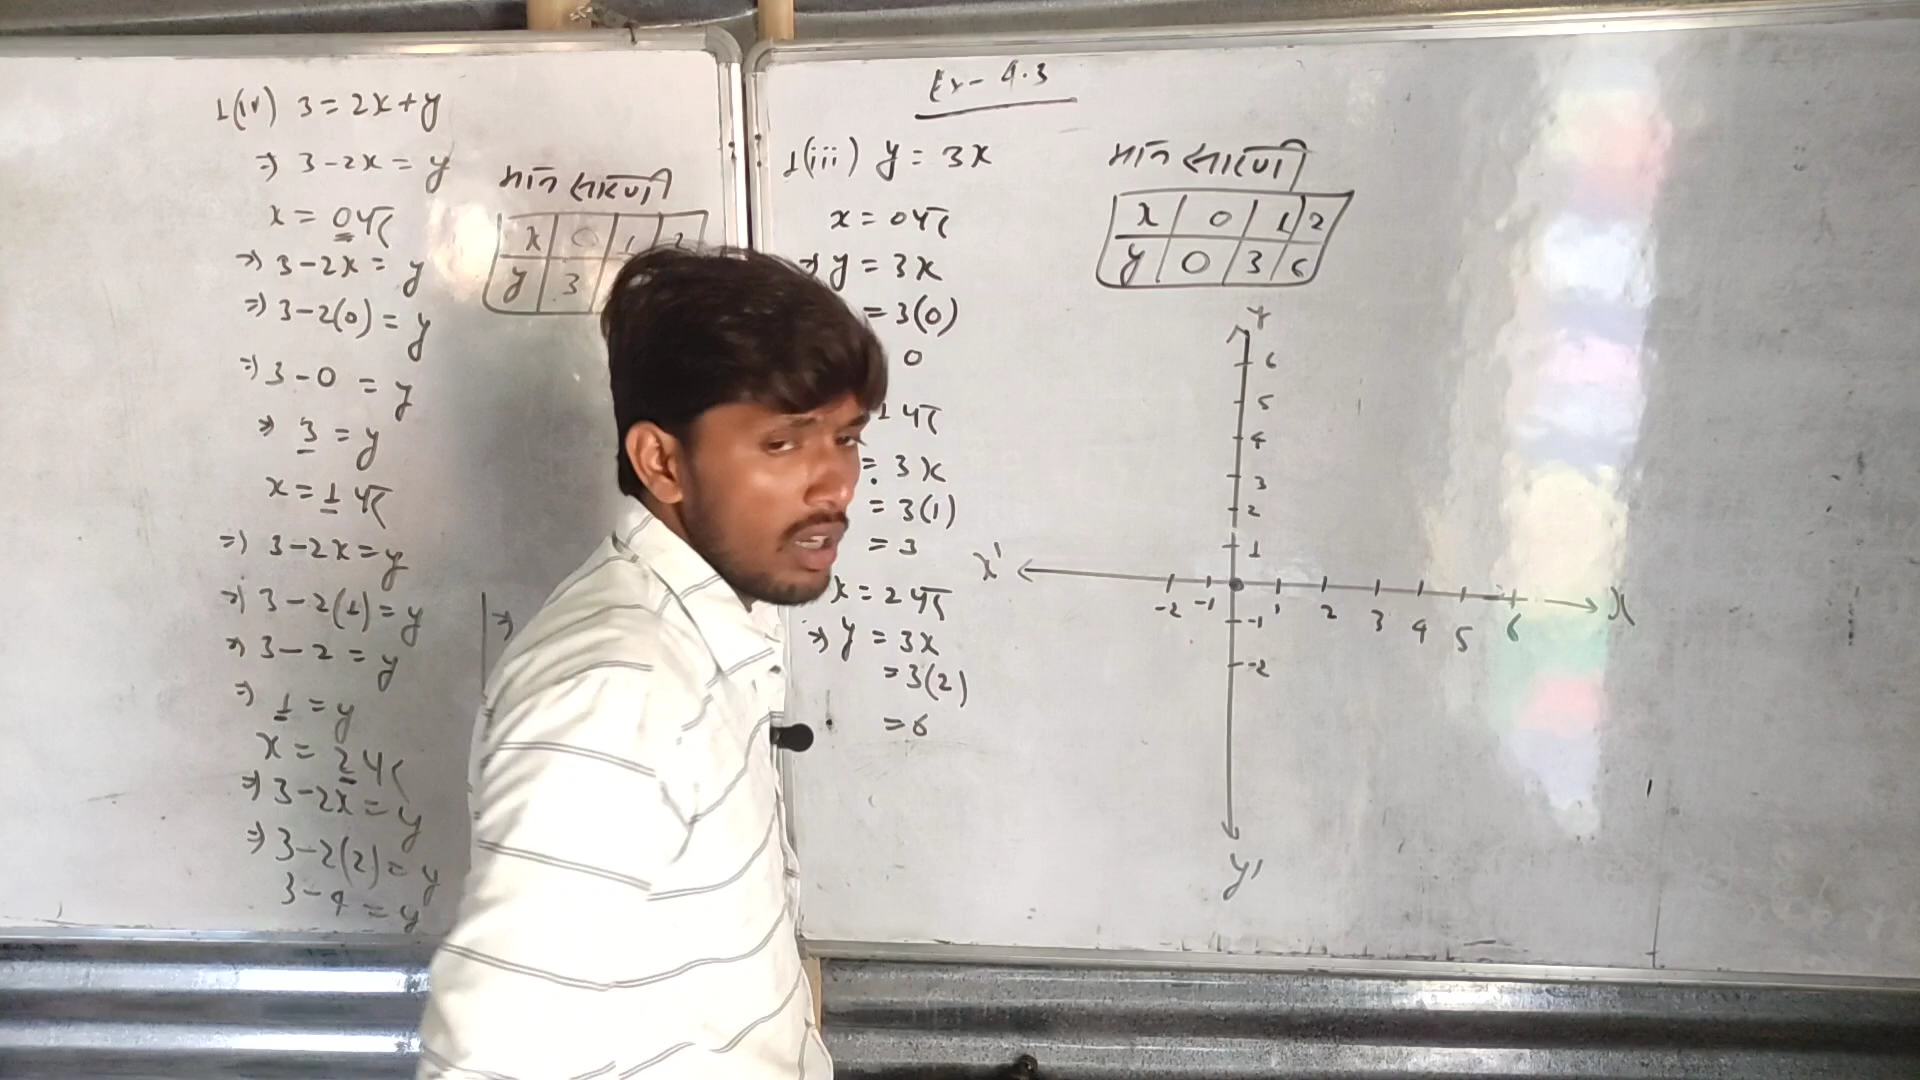 1(iv) 3 = 2x + y
⇒ 3 - 2x = y
x = 0 पर
⇒ 3 - 2x = y
⇒ 3 - 2(0) = y
⇒ 3 - 0 = y
⇒ 3 = y
x = 1 पर
⇒ 3 - 2x = y
⇒ 3 - 2(1) = y
⇒ 3 - 2 = y
⇒ 1 = y
x = 2 पर
⇒ 3 - 2x = y
⇒ 3 - 2(2) = y
3 - 4 = y
मान सारणी
x 0 1 2
y 3
⇒
Ex - 4.3
1(iii) y = 3x
x = 0 पर
⇒ y = 3x
= 3(0)
0
1 पर
= 3x
= 3(1)
= 3
x = 2 पर
⇒ y = 3x
= 3(2)
= 6
मान सारणी
x 0 1 2
y 0 3 6
Y
6
5
4
3
2
1
X' -2 -1 1 2 3 4 5 6 X
-1
-2
Y'